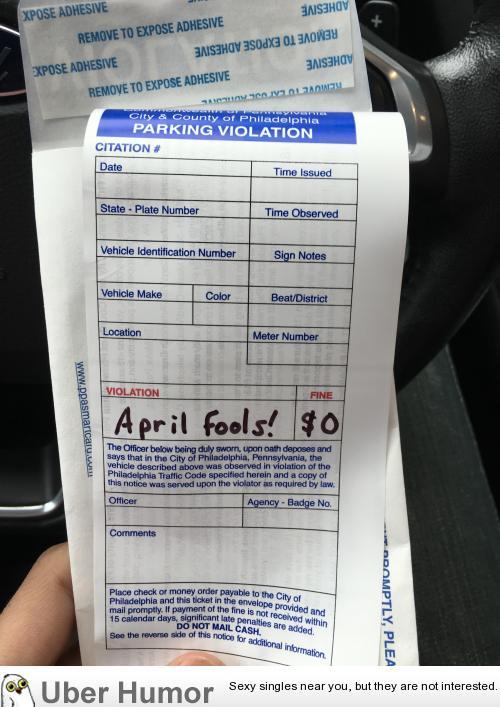 XPOSE ADHESIVE
ADHESIVE
REMOVE TO EXPOSE ADHESIVE
REMOVE TO EXPOSE ADHESIVE
EXPOSE ADHESIVE
ADHESIVE
REMOVE TO EXPOSE ADHESIVE
REMOVE TO EXPOSE ADHESIVE
Commonwealth of Pennsylvania
City & County of Philadelphia
PARKING VIOLATION
CITATION #
Date
Time Issued
State - Plate Number
Time Observed
Vehicle Identification Number
Sign Notes
Vehicle Make
Color
Beat/District
Location
Meter Number
VIOLATION
FINE
April Fools!
$0
The Officer below being duly sworn, upon oath deposes and
says that in the City of Philadelphia, Pennsylvania, the
vehicle described above was observed in violation of the
Philadelphia Traffic Code specified herein and a copy of
this notice was served upon the violator as required by law.
Officer
Agency - Badge No.
Comments
Place check or money order payable to the City of
Philadelphia and this ticket in the envelope provided and
mail promptly. If payment of the fine is not received within
15 calendar days, significant late penalties are added.
DO NOT MAIL CASH.
See the reverse side of this notice for additional information.
PROMPTLY, PLEA
Uber Humor
Sexy singles near you, but they are not interested.